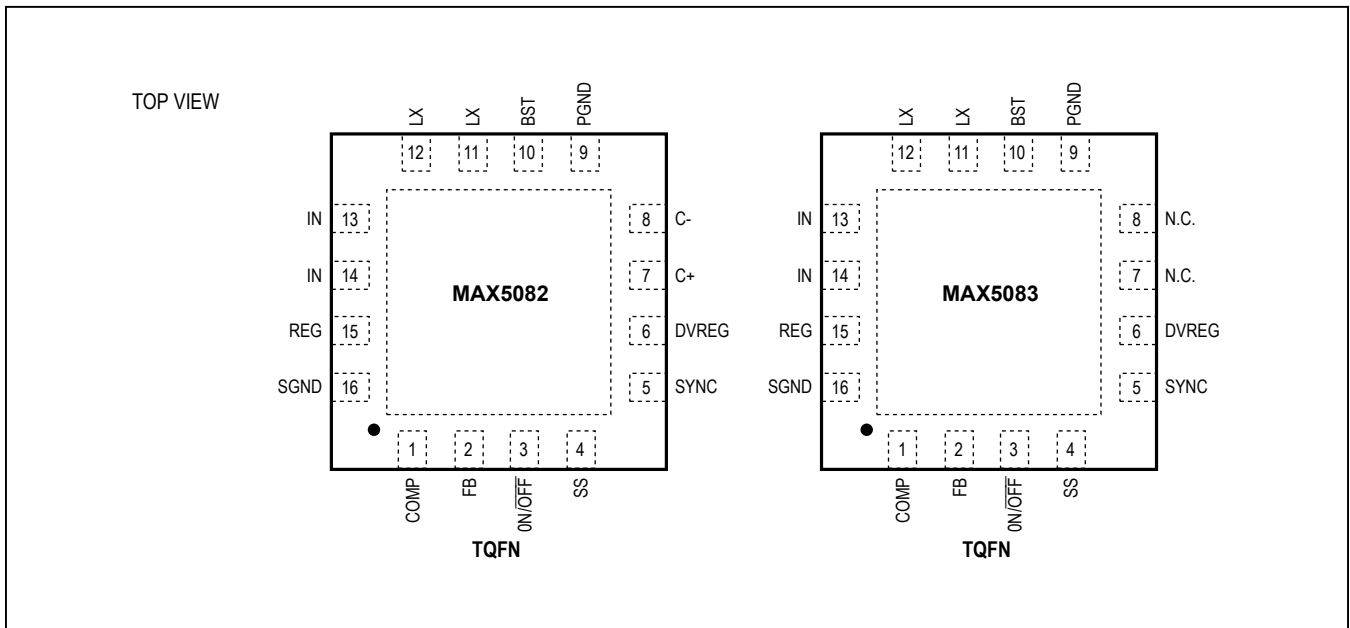 TOP VIEW
LX LX BST PGND
12 11 10 9
IN 13
8 C-
IN 14
7 C+
MAX5082
REG 15
6 DVREG
SGND 16
5 SYNC
1 2 3 4
COMP FB 0N/OFF SS
TQFN
LX LX BST PGND
12 11 10 9
IN 13
8 N.C.
IN 14
7 N.C.
MAX5083
REG 15
6 DVREG
SGND 16
5 SYNC
1 2 3 4
COMP FB 0N/OFF SS
TQFN